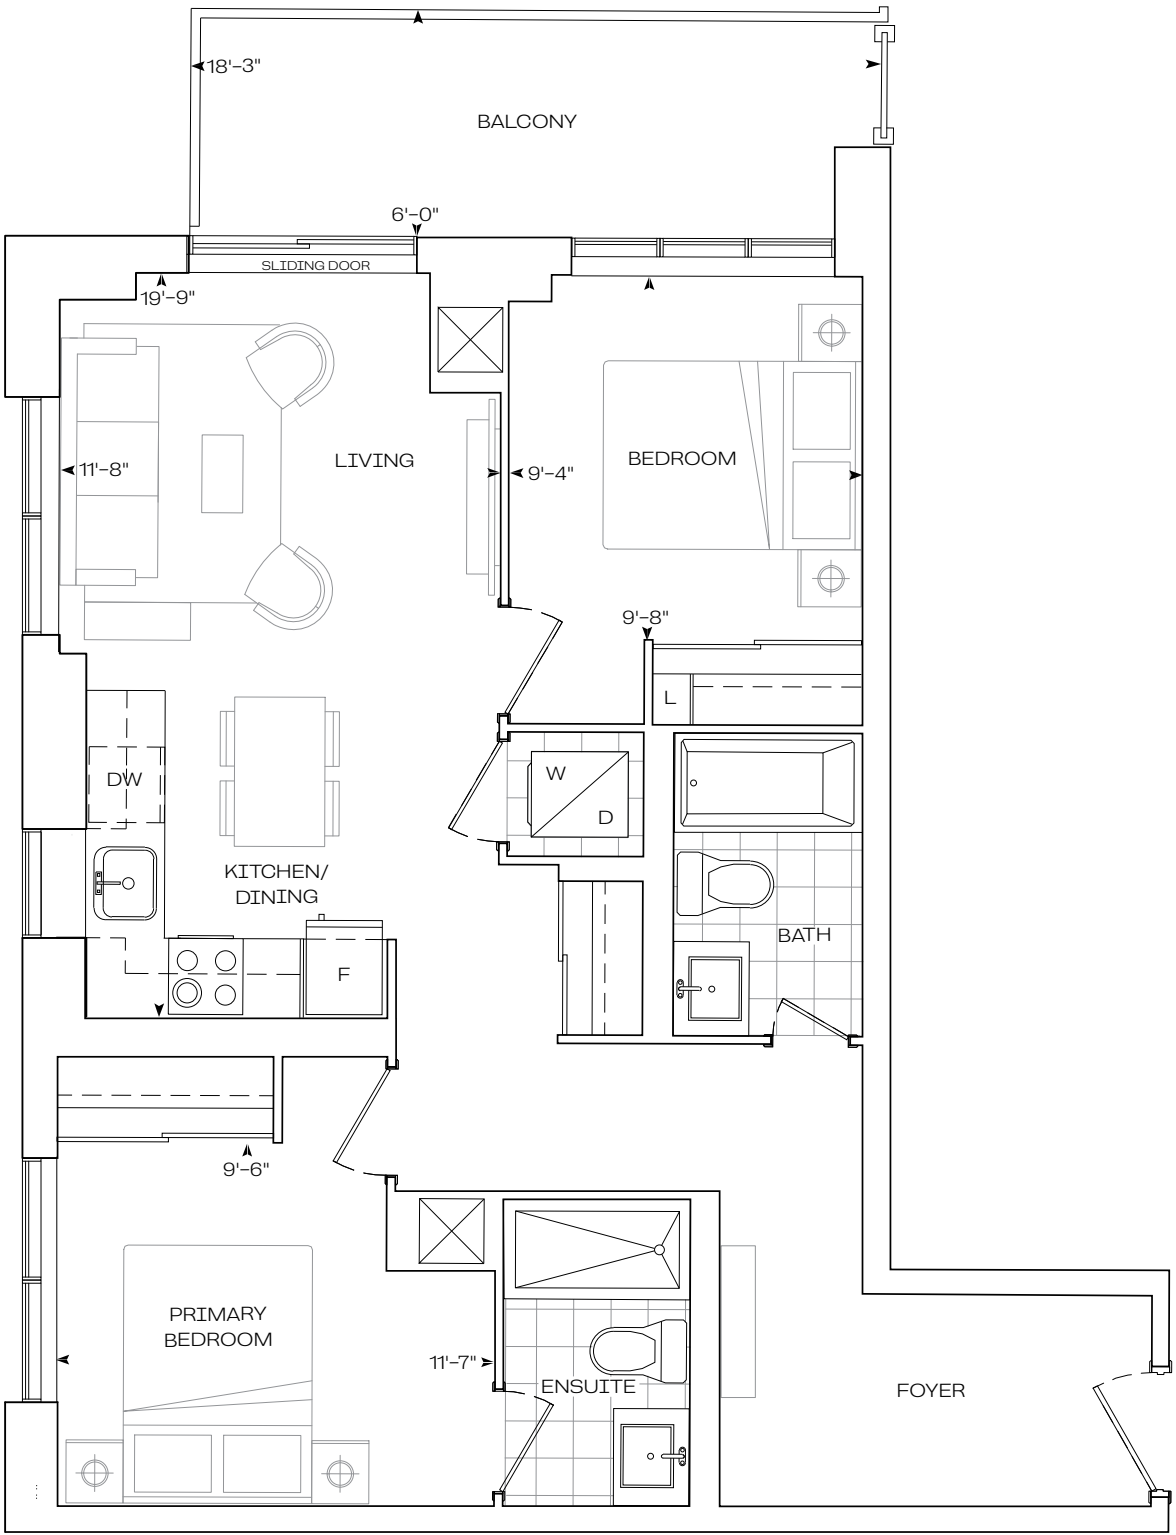 18'-3"
BALCONY
6'-0"
SLIDING DOOR
19'-9"
LIVING
11'-8"
9'-4"
BEDROOM
9'-8"
L
DW
W
D
KITCHEN/
DINING
F
BATH
9'-6"
PRIMARY
BEDROOM
11'-7"
ENSUITE
FOYER